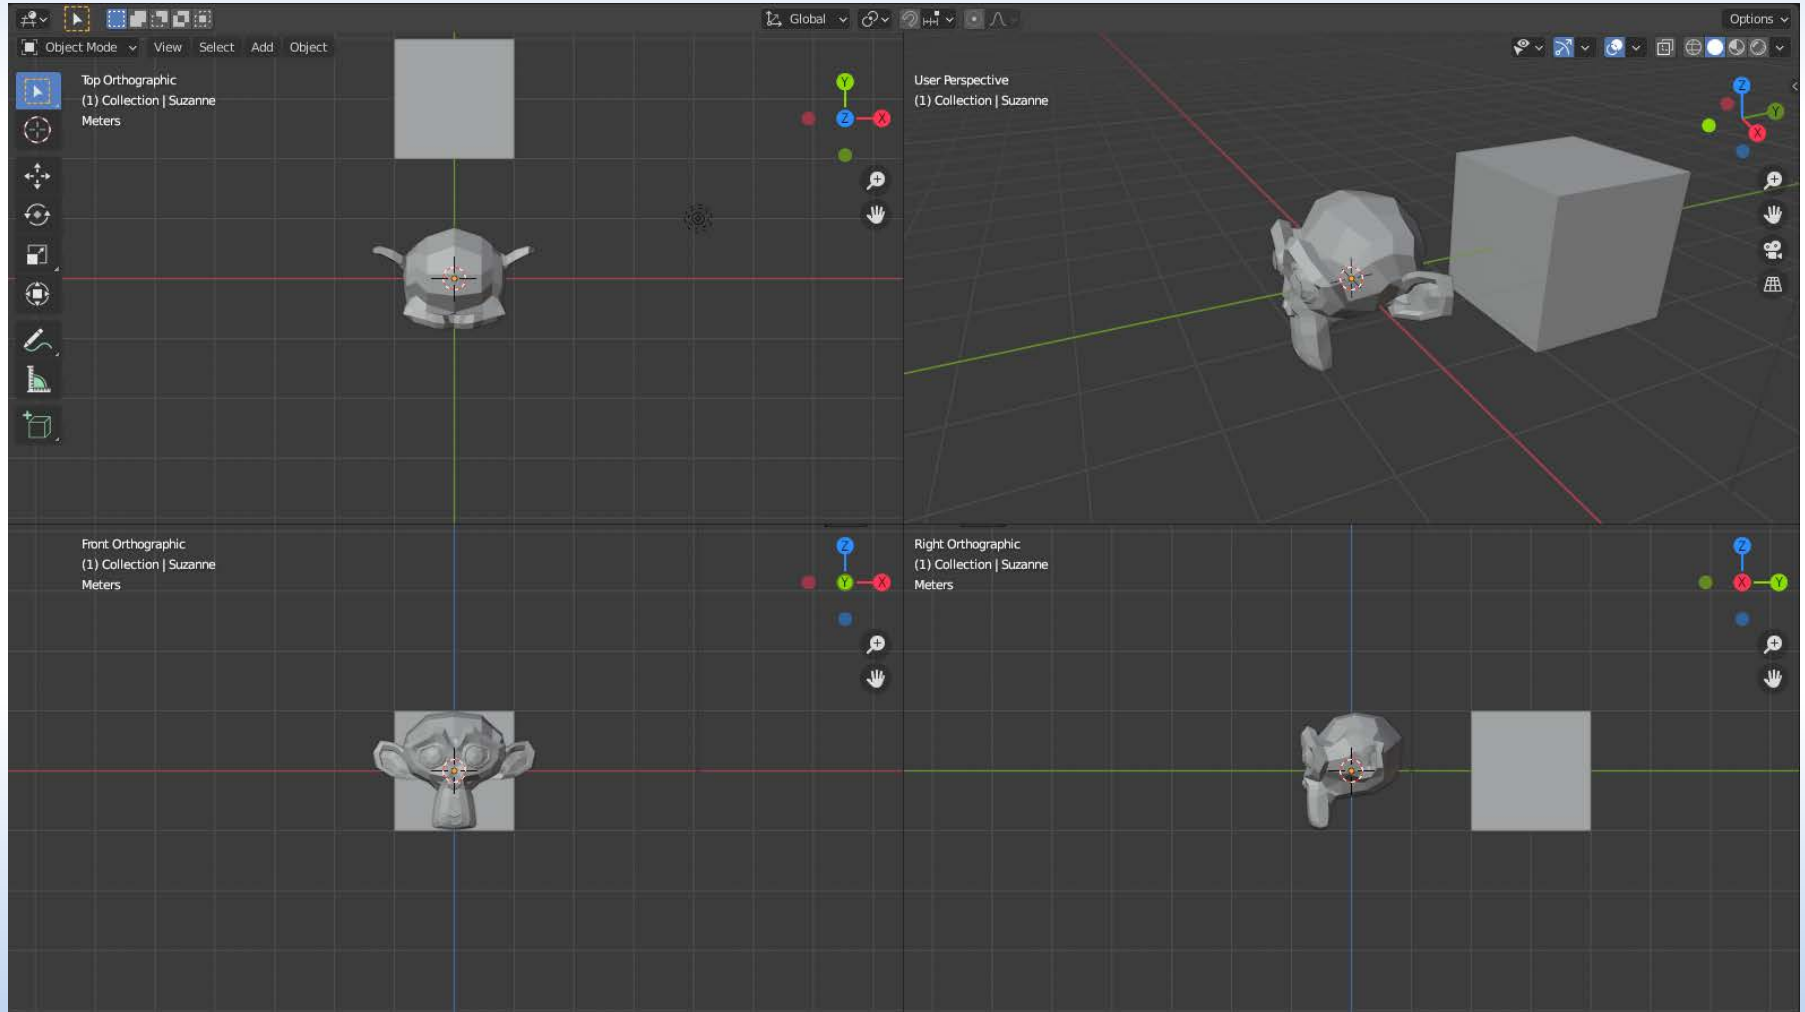 Global
Options
Object Mode View Select Add Object
Top Orthographic
(1) Collection | Suzanne
Meters
Y
Z X
User Perspective
(1) Collection | Suzanne
Z
Y
X
Front Orthographic
(1) Collection | Suzanne
Meters
Z
Y X
Right Orthographic
(1) Collection | Suzanne
Meters
Z
X Y